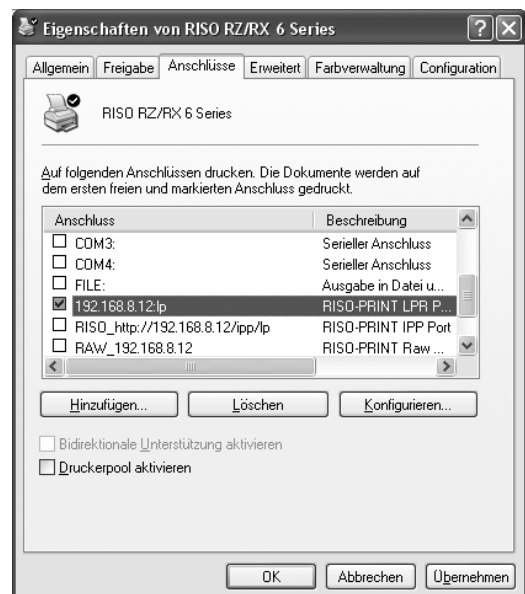 Eigenschaften von RISO RZ/RX 6 Series
Allgemein Freigabe Anschlüsse Erweitert Farbverwaltung Configuration
RISO RZ/RX 6 Series
Auf folgenden Anschlüssen drucken. Die Dokumente werden auf
dem ersten freien und markierten Anschluss gedruckt.
Anschluss Beschreibung
COM3: Serieller Anschluss
COM4: Serieller Anschluss
FILE: Ausgabe in Datei u...
192.168.8.12:lp RISO-PRINT LPR P...
RISO_http://192.168.8.12/ipp/lp RISO-PRINT IPP Port
RAW_192.168.8.12 RISO-PRINT Raw ...
Hinzufügen... Löschen Konfigurieren...
Bidirektionale Unterstützung aktivieren
Druckerpool aktivieren
OK Abbrechen Übernehmen